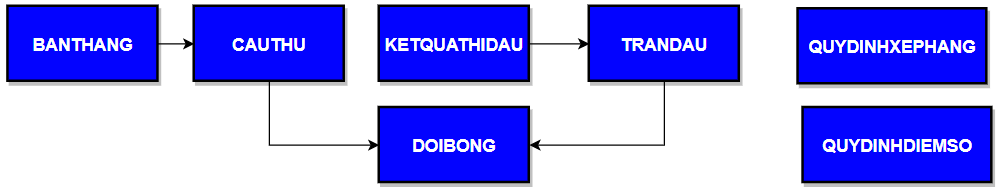 BANTHANG
CAUTHU
KETQUATHIDAU
TRANDAU
QUYDINHXEPHANG
DOIBONG
QUYDINHDIEMSO